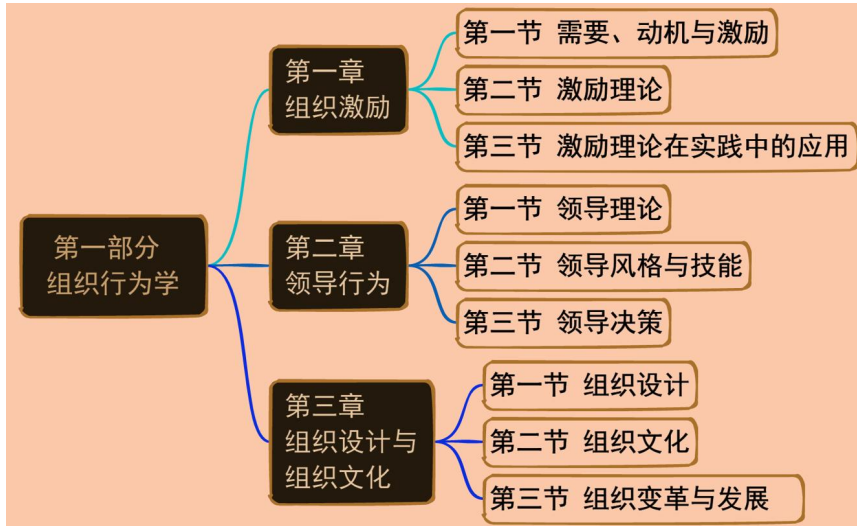 第一部分
组织行为学
第一章
组织激励
第一节 需要、动机与激励
第二节 激励理论
第三节 激励理论在实践中的应用
第二章
领导行为
第一节 领导理论
第二节 领导风格与技能
第三节 领导决策
第三章
组织设计与
组织文化
第一节 组织设计
第二节 组织文化
第三节 组织变革与发展